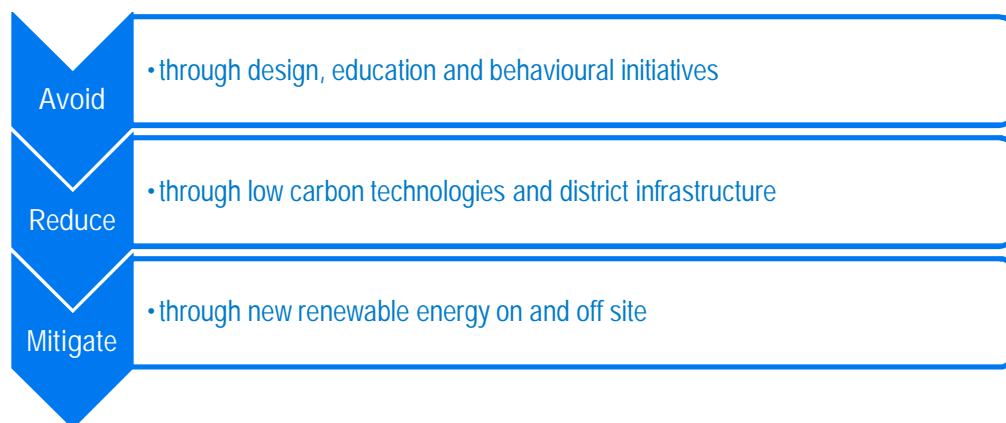 Avoid
•through design, education and behavioural initiatives
Reduce
•through low carbon technologies and district infrastructure
Mitigate
•through new renewable energy on and off site